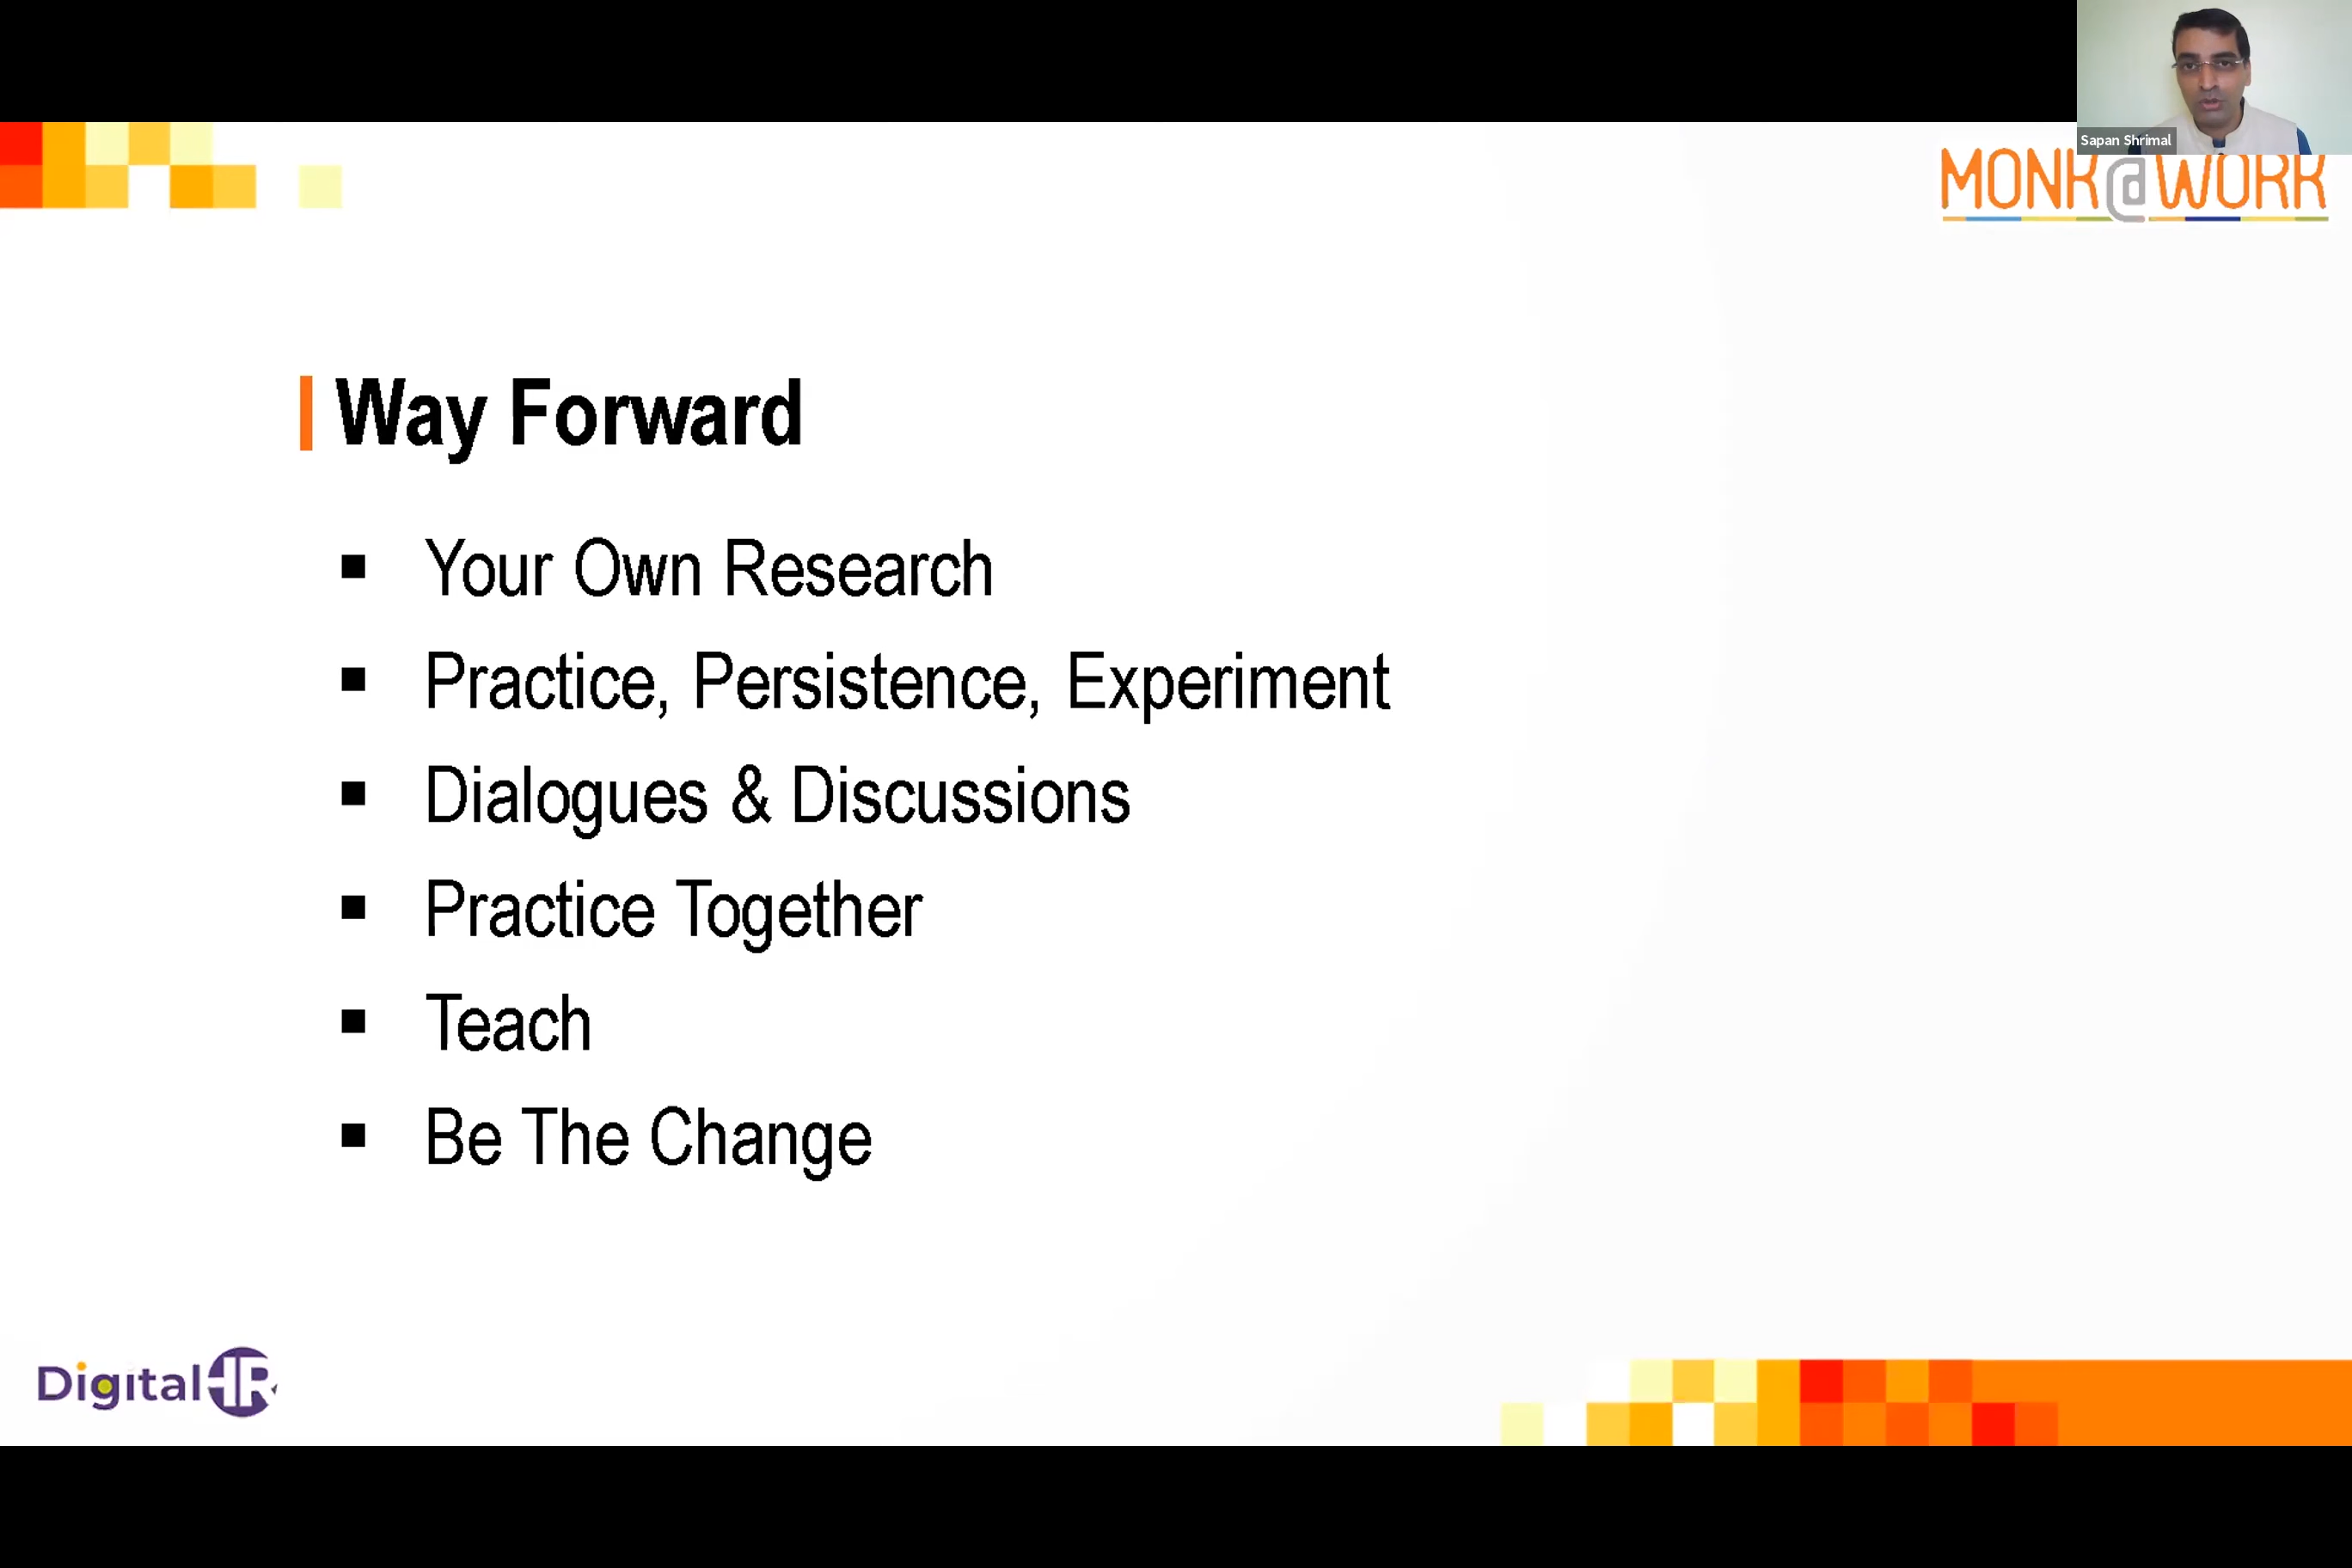 Sapan Shrimal
MONK@WORK
Way Forward
▪ Your Own Research
▪ Practice, Persistence, Experiment
▪ Dialogues & Discussions
▪ Practice Together
▪ Teach
▪ Be The Change
DigitalHR